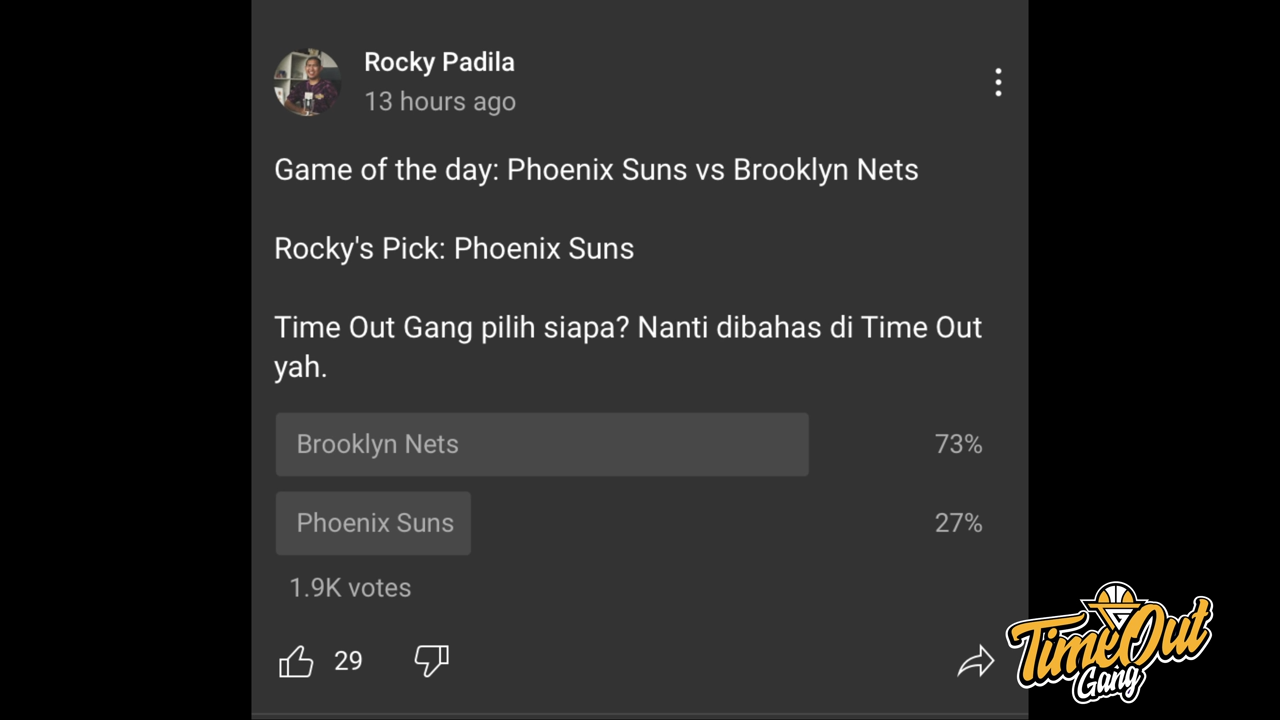 Rocky Padila
13 hours ago
Game of the day: Phoenix Suns vs Brooklyn Nets
Rocky's Pick: Phoenix Suns
Time Out Gang pilih siapa? Nanti dibahas di Time Out
yah.
Brooklyn Nets 73%
Phoenix Suns 27%
1.9K votes
29
Time Out
Gang